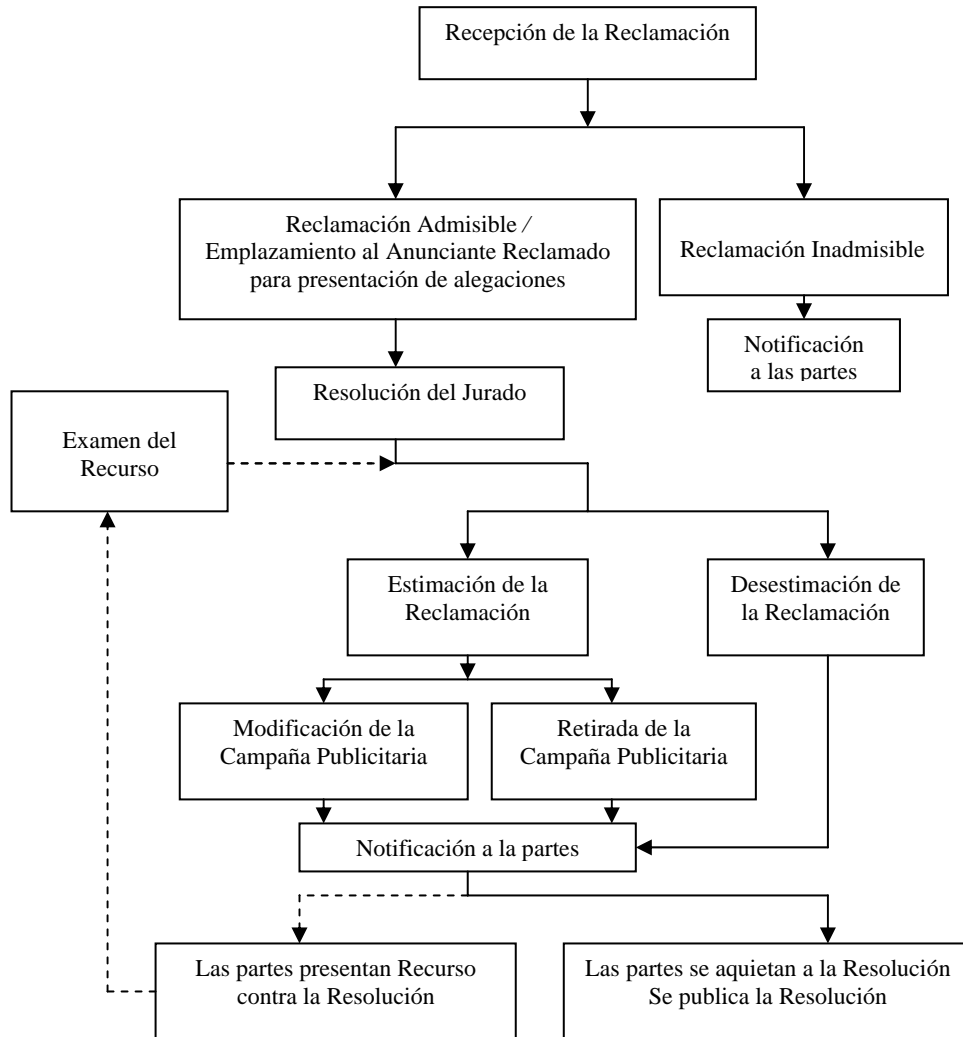 Recepción de la Reclamación
Reclamación Admisible /
Emplazamiento al Anunciante Reclamado
para presentación de alegaciones
Reclamación Inadmisible
Notificación
a las partes
Resolución del Jurado
Examen del
Recurso
Estimación de la
Reclamación
Desestimación de
la Reclamación
Modificación de la
Campaña Publicitaria
Retirada de la
Campaña Publicitaria
Notificación a la partes
Las partes presentan Recurso
contra la Resolución
Las partes se aquietan a la Resolución
Se publica la Resolución